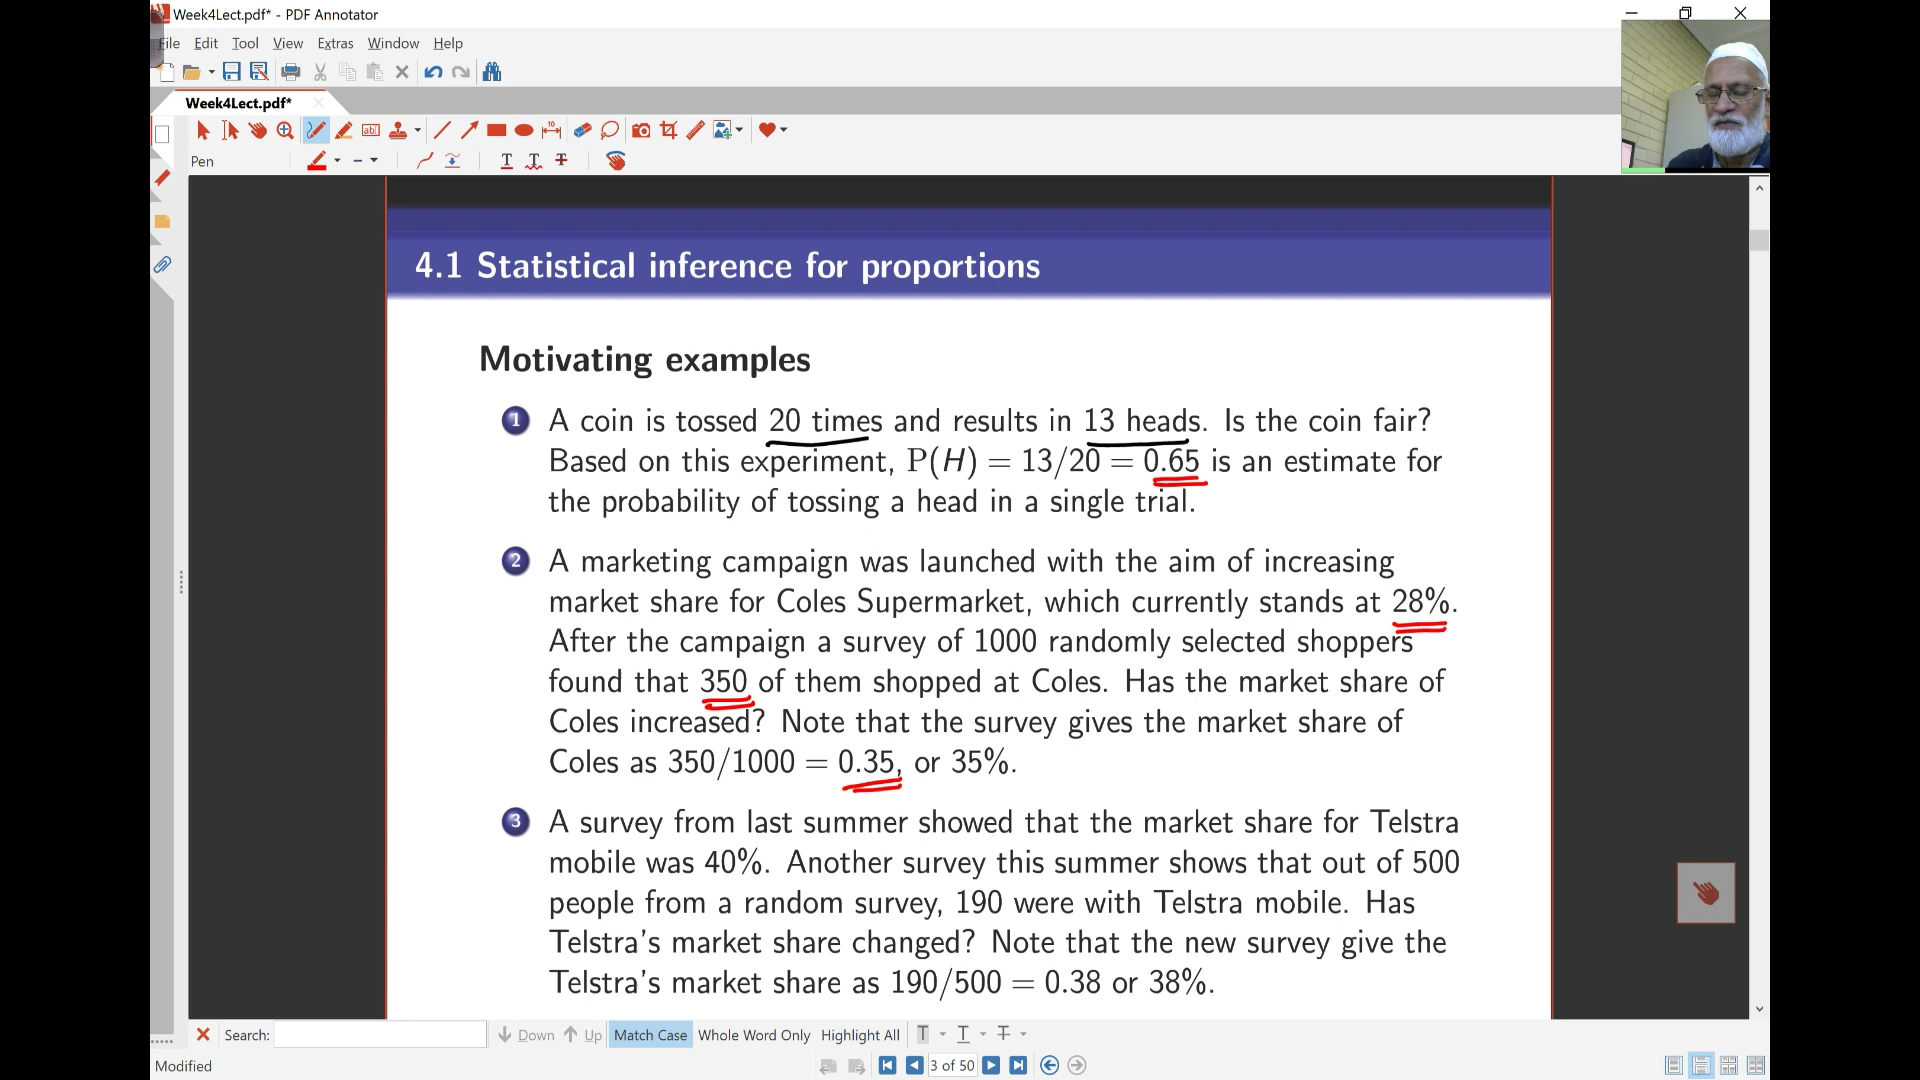 Week4Lect.pdf* - PDF Annotator
File Edit Tool View Extras Window Help
Week4Lect.pdf*
Pen
4.1 Statistical inference for proportions
Motivating examples
1 A coin is tossed 20 times and results in 13 heads. Is the coin fair?
Based on this experiment, P(H) = 13/20 = 0.65 is an estimate for
the probability of tossing a head in a single trial.
2 A marketing campaign was launched with the aim of increasing
market share for Coles Supermarket, which currently stands at 28%.
After the campaign a survey of 1000 randomly selected shoppers
found that 350 of them shopped at Coles. Has the market share of
Coles increased? Note that the survey gives the market share of
Coles as 350/1000 = 0.35, or 35%.
3 A survey from last summer showed that the market share for Telstra
mobile was 40%. Another survey this summer shows that out of 500
people from a random survey, 190 were with Telstra mobile. Has
Telstra's market share changed? Note that the new survey give the
Telstra's market share as 190/500 = 0.38 or 38%.
Search: Down Up Match Case Whole Word Only Highlight All
Modified 3 of 50